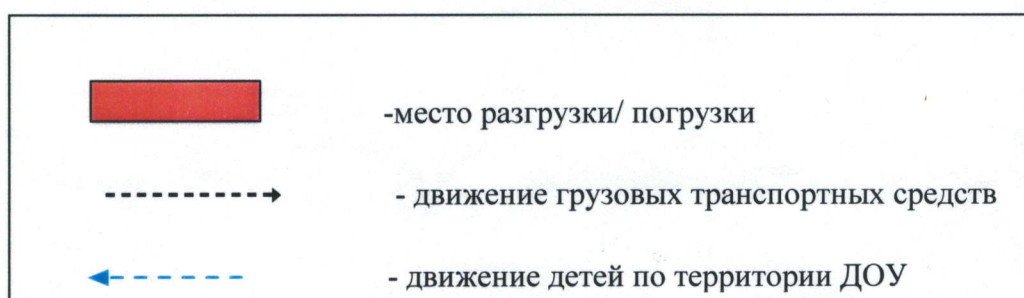 -место разгрузки/ погрузки
- движение грузовых транспортных средств
- движение детей по территории ДОУ